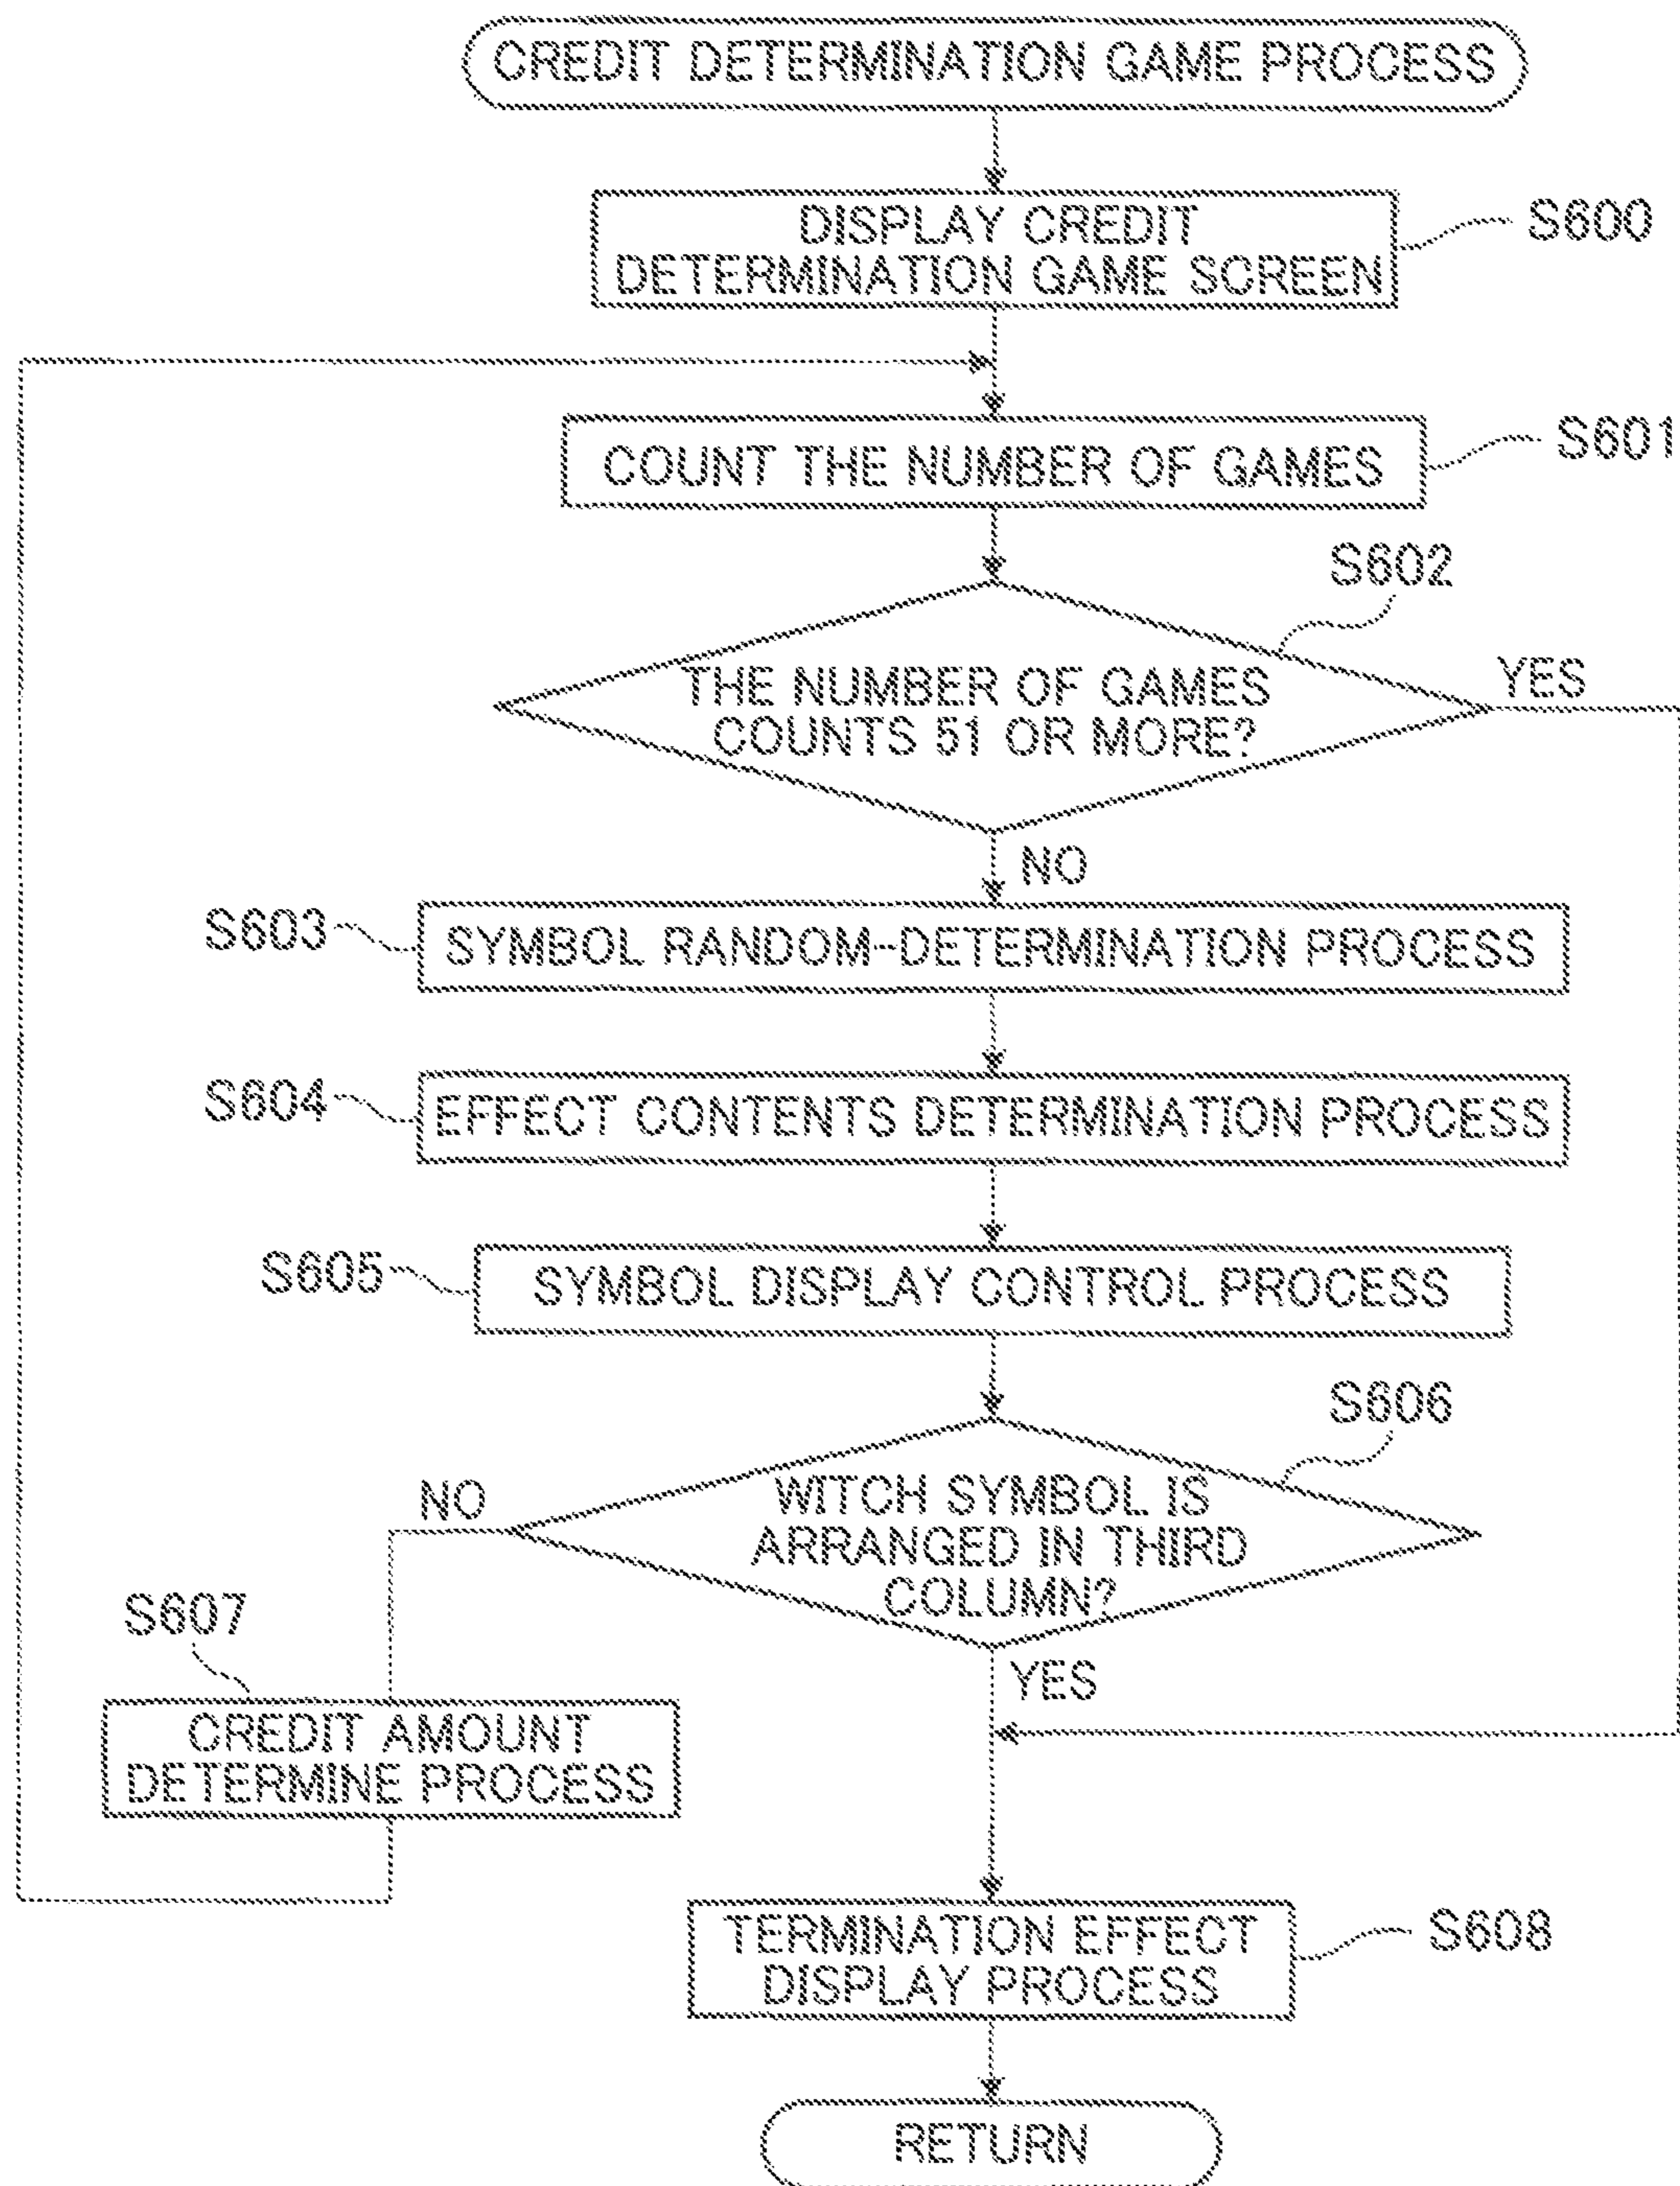 CREDIT DETERMINATION GAME PROCESS
DISPLAY CREDIT
DETERMINATION GAME SCREEN
S600
COUNT THE NUMBER OF GAMES
S601
S602
THE NUMBER OF GAMES
COUNTS 51 OR MORE?
YES
NO
S603
SYMBOL RANDOM-DETERMINATION PROCESS
S604
EFFECT CONTENTS DETERMINATION PROCESS
S605
SYMBOL DISPLAY CONTROL PROCESS
S606
WITCH SYMBOL IS
ARRANGED IN THIRD
COLUMN?
NO
YES
S607
CREDIT AMOUNT
DETERMINE PROCESS
TERMINATION EFFECT
DISPLAY PROCESS
S608
RETURN